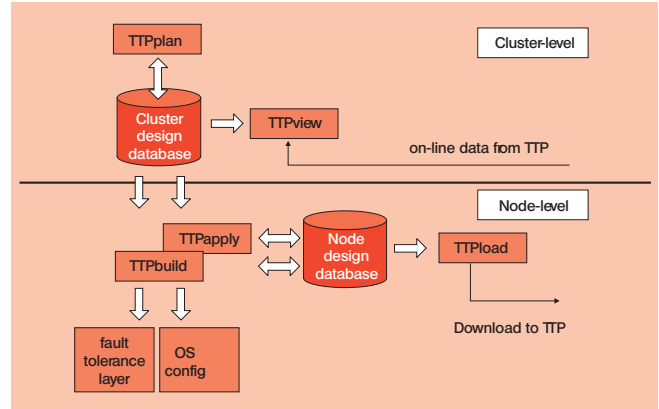 TTPplan
Cluster-level
Cluster
design
database
TTPview
on-line data from TTP
Node-level
TTPapply
TTPbuild
Node
design
database
TTPload
Download to TTP
fault
tolerance
layer
OS
config